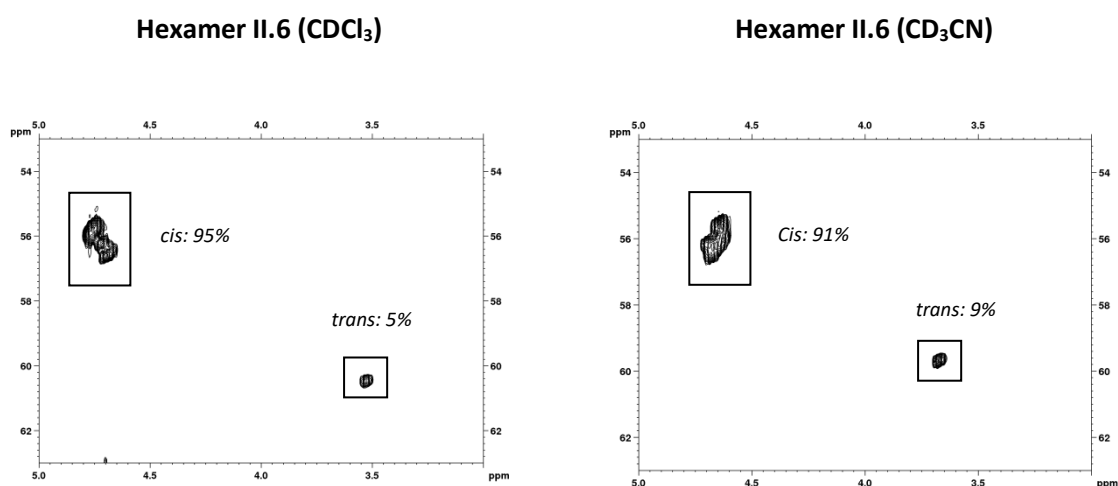 Hexamer II.6 (CDCl₃)
Hexamer II.6 (CD₃CN)
ppm
5.0 4.5 4.0 3.5
54 54
56 56
58 58
60 60
62 62
5.0 4.5 4.0 3.5 ppm
cis: 95%
trans: 5%
ppm
5.0 4.5 4.0 3.5
54 54
56 56
58 58
60 60
62 62
5.0 4.5 4.0 3.5 ppm
Cis: 91%
trans: 9%